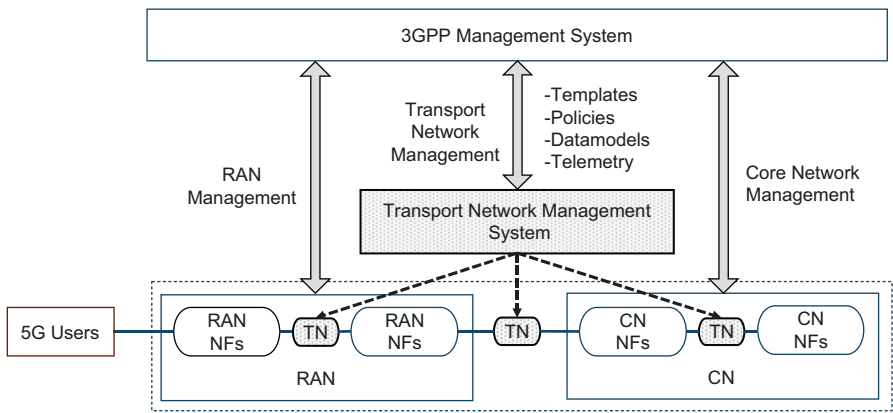 3GPP Management System
Transport
Network
Management
-Templates
-Policies
-Datamodels
-Telemetry
RAN
Management
Core Network
Management
Transport Network Management
System
5G Users
RAN
NFs
TN
RAN
NFs
TN
CN
NFs
TN
CN
NFs
RAN
CN